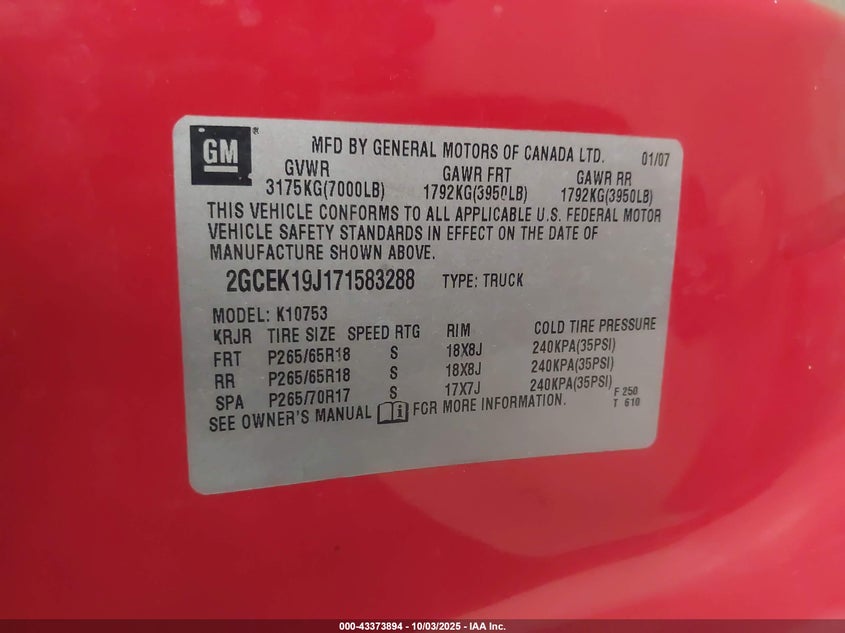 GM
MFD BY GENERAL MOTORS OF CANADA LTD. 01/07
GVWR GAWR FRT GAWR RR
3175KG(7000LB) 1792KG(3950LB) 1792KG(3950LB)
THIS VEHICLE CONFORMS TO ALL APPLICABLE U.S. FEDERAL MOTOR
VEHICLE SAFETY STANDARDS IN EFFECT ON THE DATE OF
MANUFACTURE SHOWN ABOVE.
2GCEK19J171583288 TYPE: TRUCK
MODEL: K10753
KRJR TIRE SIZE SPEED RTG RIM COLD TIRE PRESSURE
FRT P265/65R18 S 18X8J 240KPA(35PSI)
RR P265/65R18 S 18X8J 240KPA(35PSI)
SPA P265/70R17 S 17X7J 240KPA(35PSI)
SEE OWNER'S MANUAL FOR MORE INFORMATION. F 250
T 610
000-43373894 - 10/03/2025 - IAA Inc.